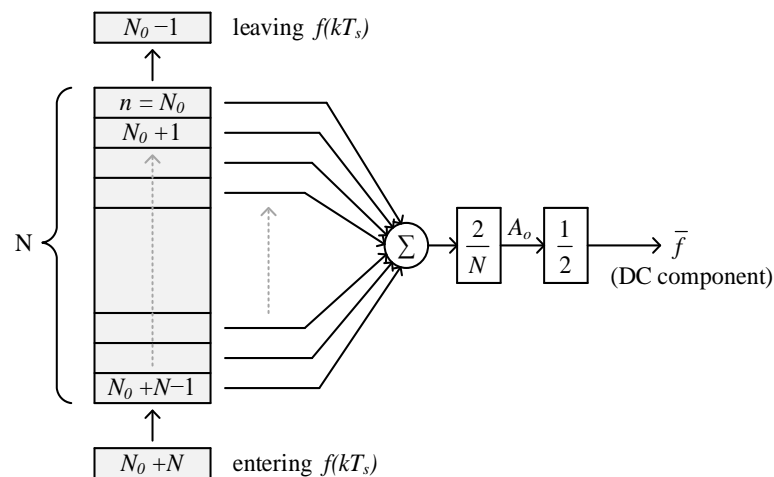 N₀ −1 leaving f(kTₛ)
n = N₀
N₀ +1
N
Σ
2/N
Aₒ
1/2
f̅
(DC component)
N₀ +N−1
N₀ +N entering f(kTₛ)